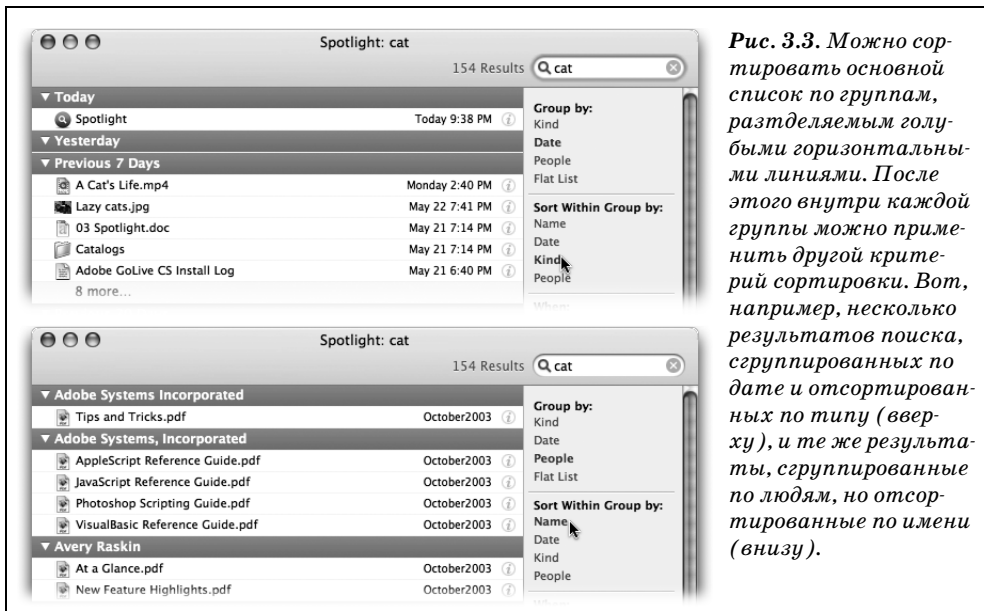 Spotlight: cat
154 Results cat
Today
Spotlight Today 9:38 PM
Yesterday
Previous 7 Days
A Cat's Life.mp4 Monday 2:40 PM
Lazy cats.jpg May 22 7:41 PM
03 Spotlight.doc May 21 7:14 PM
Catalogs May 21 7:14 PM
Adobe GoLive CS Install Log May 21 6:40 PM
8 more...
Group by:
Kind
Date
People
Flat List
Sort Within Group by:
Name
Date
Kind
People
When:
Spotlight: cat
154 Results cat
Adobe Systems Incorporated
Tips and Tricks.pdf October2003
Adobe Systems, Incorporated
AppleScript Reference Guide.pdf October2003
JavaScript Reference Guide.pdf October2003
Photoshop Scripting Guide.pdf October2003
VisualBasic Reference Guide.pdf October2003
Avery Raskin
At a Glance.pdf October2003
New Feature Highlights.pdf October2003
Group by:
Kind
Date
People
Flat List
Sort Within Group by:
Name
Date
Kind
People
Рис. 3.3. Можно сор-
тировать основной
список по группам,
разтделяемым голу-
быми горизонтальны-
ми линиями. После
этого внутри каждой
группы можно приме-
нить другой крите-
рий сортировки. Вот,
например, несколько
результатов поиска,
сгруппированных по
дате и отсортирован-
ных по типу (ввер-
ху), и те же результа-
ты, сгруппированные
по людям, но отсор-
тированные по имени
(внизу).